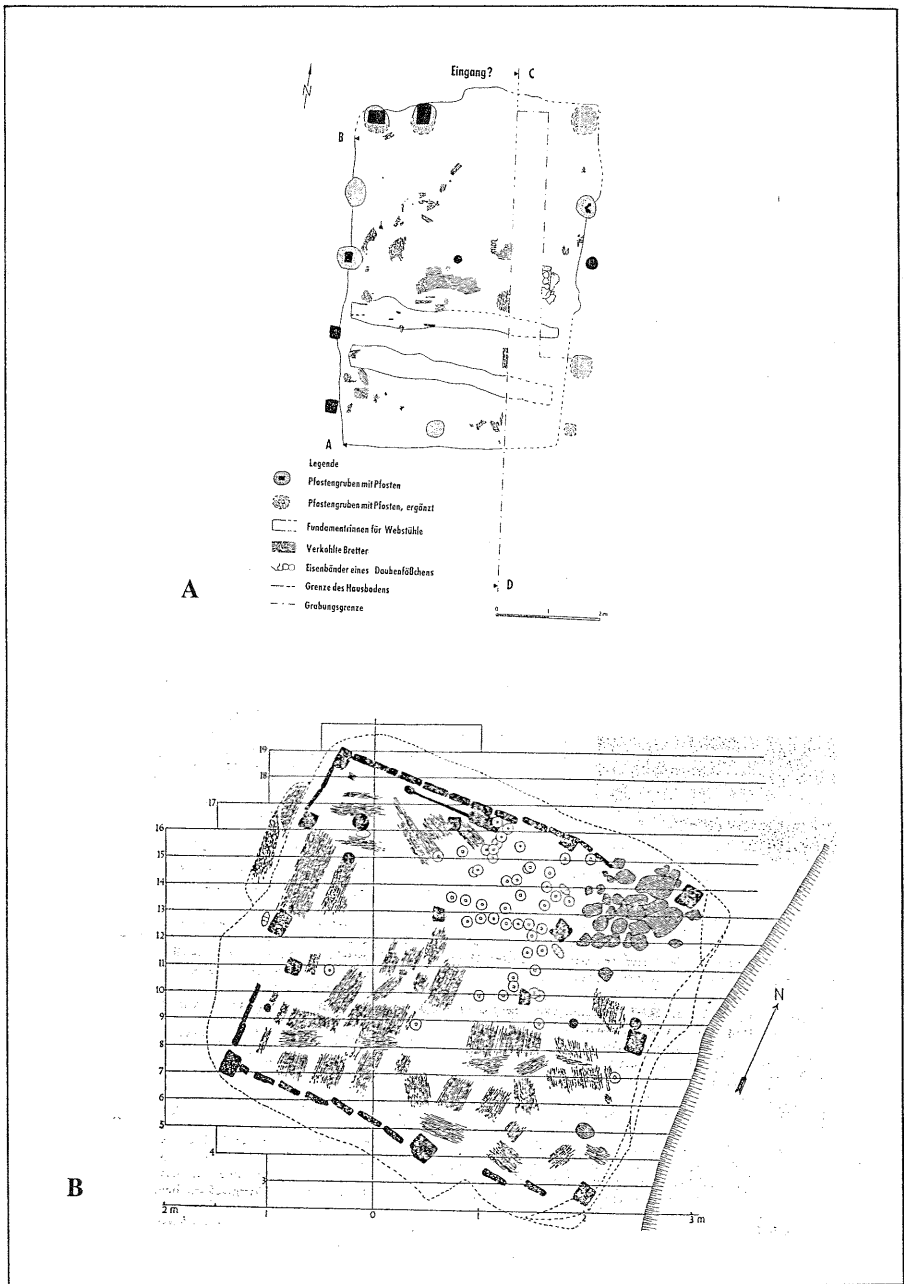 Eingang? C
N
B
A
Legende
Pfostengruben mit Pfosten
Pfostengruben mit Pfosten, ergänzt
Fundamentrinnen für Webstühle
Verkohlte Bretter
Eisenbänder eines Daubenfäßchens
Grenze des Hausbodens
Grabungsgrenze
D
0 2m
A
19
18
17
16
15
14
13
12
11
10
9
8
7
6
5
4
3
N
B
2 m 1 0 1 2 3 m